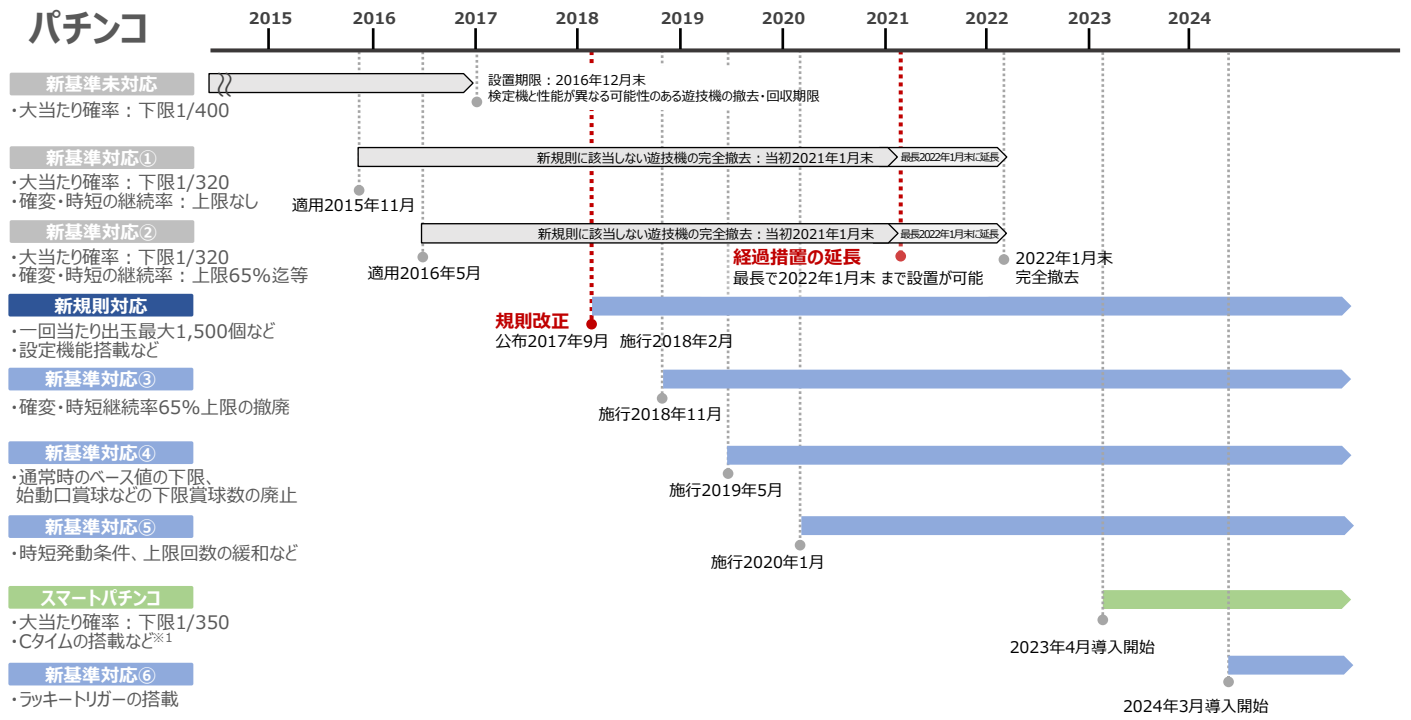 パチンコ
2015 2016 2017 2018 2019 2020 2021 2022 2023 2024
新基準未対応
・大当たり確率：下限1/400
設置期限：2016年12月末
検定機と性能が異なる可能性のある遊技機の撤去・回収期限
新基準対応①
・大当たり確率：下限1/320
・確変・時短の継続率：上限なし
新規則に該当しない遊技機の完全撤去：当初2021年1月末
最長2022年1月末に延長
適用2015年11月
新基準対応②
・大当たり確率：下限1/320
・確変・時短の継続率：上限65%迄等
新規則に該当しない遊技機の完全撤去：当初2021年1月末
最長2022年1月末に延長
適用2016年5月
経過措置の延長
最長で2022年1月末 まで設置が可能
2022年1月末
完全撤去
新規則対応
・一回当たり出玉最大1,500個など
・設定機能搭載など
規則改正
公布2017年9月 施行2018年2月
新基準対応③
・確変・時短継続率65%上限の撤廃
施行2018年11月
新基準対応④
・通常時のベース値の下限、
始動口賞球などの下限賞球数の廃止
施行2019年5月
新基準対応⑤
・時短発動条件、上限回数の緩和など
施行2020年1月
スマートパチンコ
・大当たり確率：下限1/350
・Cタイムの搭載など※1
2023年4月導入開始
新基準対応⑥
・ラッキートリガーの搭載
2024年3月導入開始